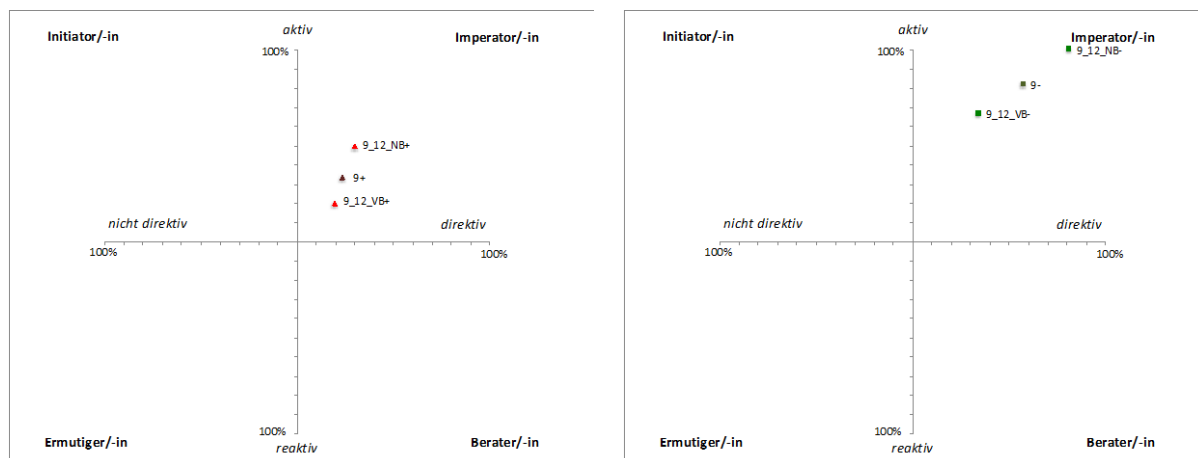 aktiv
Initiator/-in
Imperator/-in
100%
9_12_NB+
9+
9_12_VB+
nicht direktiv
direktiv
100%
100%
100%
Ermutiger/-in
Berater/-in
reaktiv
aktiv
Initiator/-in
Imperator/-in
100%
9_12_NB-
9-
9_12_VB-
nicht direktiv
direktiv
100%
100%
100%
Ermutiger/-in
Berater/-in
reaktiv